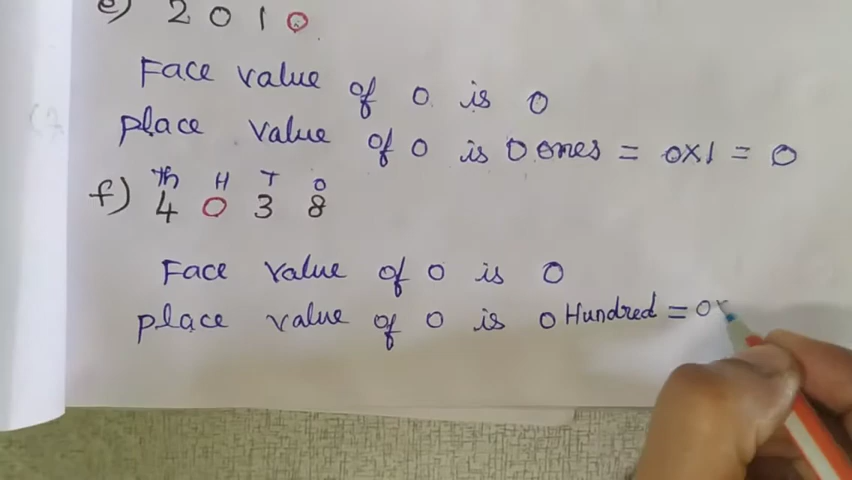 e) 2 0 1 0
Face value of 0 is 0
place value of 0 is 0 ones = 0x1 = 0
Th H T O
f) 4 0 3 8
Face value of 0 is 0
place value of 0 is 0 Hundred = 0x